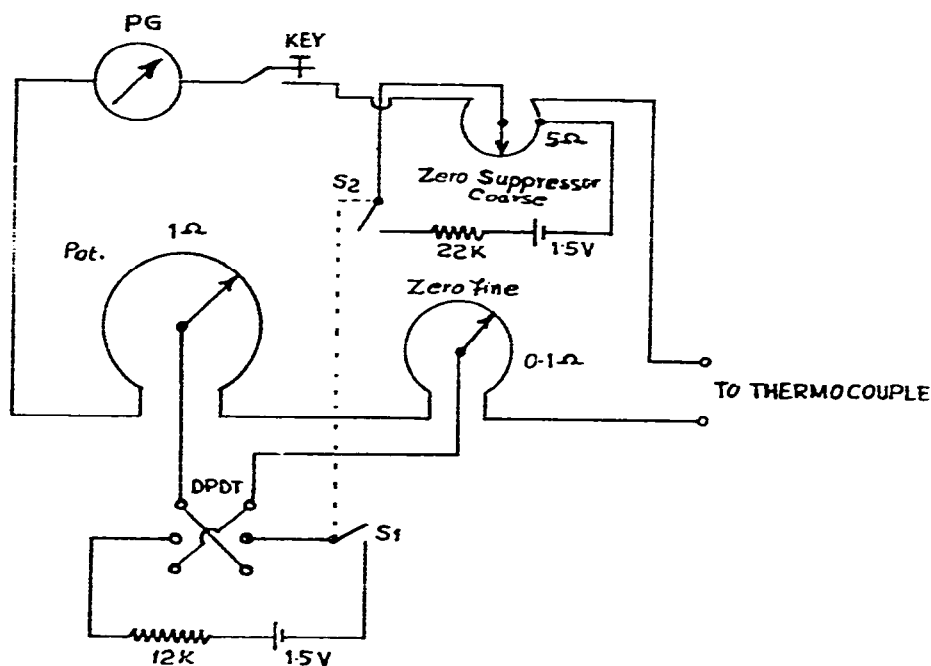 PG
KEY
5Ω
Zero Suppressor
Coarse
S2
22K
1.5V
1Ω
Pot.
Zero fine
0.1Ω
TO THERMOCOUPLE
DPDT
S1
12K
1.5V